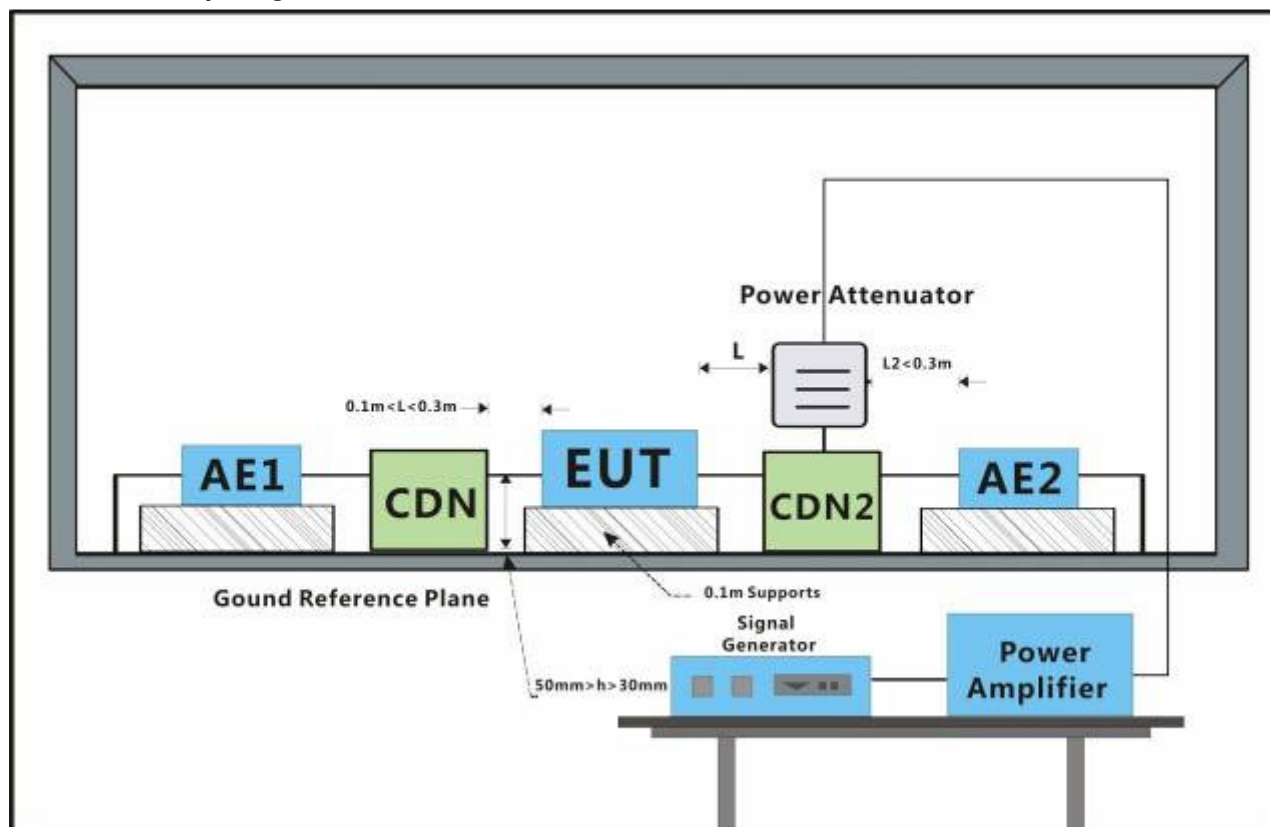 Power Attenuator
L
L2<0.3m
0.1m<L<0.3m
AE1
CDN
EUT
CDN2
AE2
Gound Reference Plane
0.1m Supports
Signal
Generator
50mm>h>30mm
Power
Amplifier